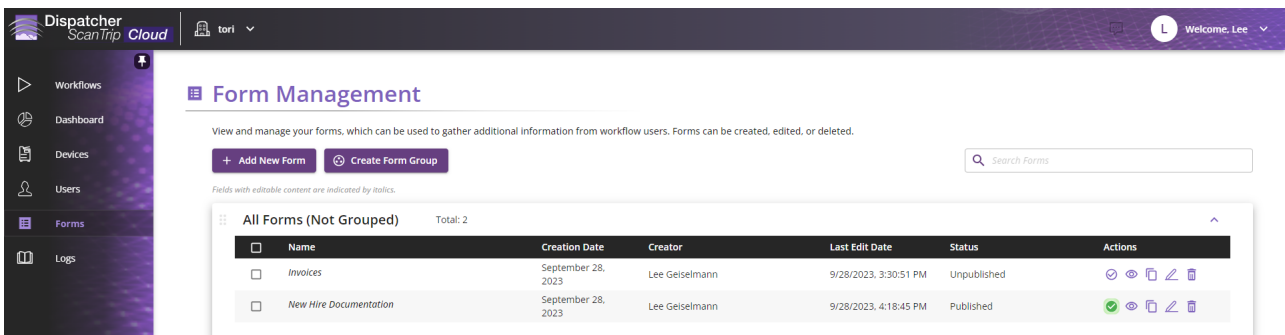 Dispatcher
ScanTrip Cloud
tori
L
Welcome, Lee
Workflows
Dashboard
Devices
Users
Forms
Logs
Form Management
View and manage your forms, which can be used to gather additional information from workflow users. Forms can be created, edited, or deleted.
+ Add New Form
Create Form Group
Search Forms
Fields with editable content are indicated by italics.
All Forms (Not Grouped) Total: 2
Name Creation Date Creator Last Edit Date Status Actions
Invoices September 28, 2023 Lee Geiselmann 9/28/2023, 3:30:51 PM Unpublished
New Hire Documentation September 28, 2023 Lee Geiselmann 9/28/2023, 4:18:45 PM Published